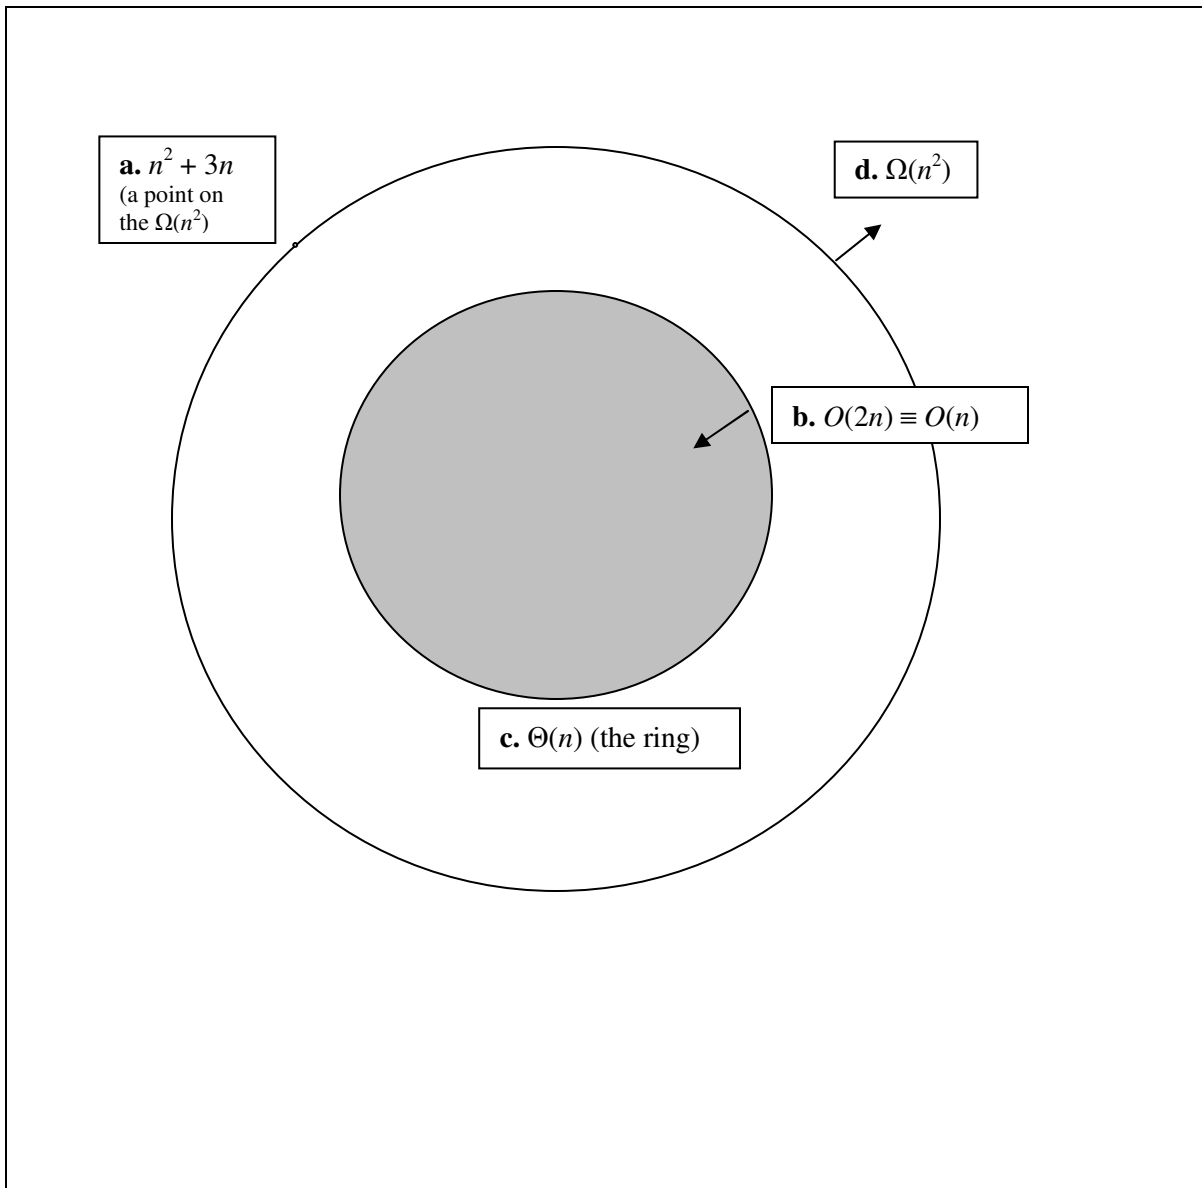 a. n² + 3n
(a point on
the Ω(n²)
d. Ω(n²)
b. O(2n) ≡ O(n)
c. Θ(n) (the ring)